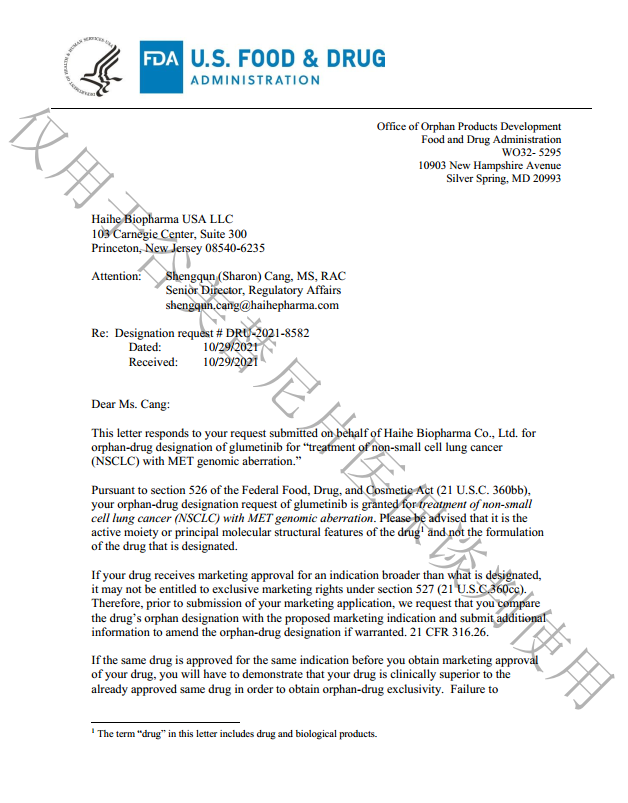 DEPARTMENT OF HEALTH & HUMAN SERVICES · USA
FDA
U.S. FOOD & DRUG
ADMINISTRATION
Office of Orphan Products Development
Food and Drug Administration
WO32- 5295
10903 New Hampshire Avenue
Silver Spring, MD 20993
Haihe Biopharma USA LLC
103 Carnegie Center, Suite 300
Princeton, New Jersey 08540-6235
Attention: Shengqun (Sharon) Cang, MS, RAC
Senior Director, Regulatory Affairs
shengqun.cang@haihepharma.com
Re: Designation request # DRU-2021-8582
Dated: 10/29/2021
Received: 10/29/2021
Dear Ms. Cang:
This letter responds to your request submitted on behalf of Haihe Biopharma Co., Ltd. for
orphan-drug designation of glumetinib for “treatment of non-small cell lung cancer
(NSCLC) with MET genomic aberration.”
Pursuant to section 526 of the Federal Food, Drug, and Cosmetic Act (21 U.S.C. 360bb),
your orphan-drug designation request of glumetinib is granted for treatment of non-small
cell lung cancer (NSCLC) with MET genomic aberration. Please be advised that it is the
active moiety or principal molecular structural features of the drug¹ and not the formulation
of the drug that is designated.
If your drug receives marketing approval for an indication broader than what is designated,
it may not be entitled to exclusive marketing rights under section 527 (21 U.S.C.360cc).
Therefore, prior to submission of your marketing application, we request that you compare
the drug’s orphan designation with the proposed marketing indication and submit additional
information to amend the orphan-drug designation if warranted. 21 CFR 316.26.
If the same drug is approved for the same indication before you obtain marketing approval
of your drug, you will have to demonstrate that your drug is clinically superior to the
already approved same drug in order to obtain orphan-drug exclusivity. Failure to
¹ The term “drug” in this letter includes drug and biological products.
仅用于谷美替尼片医保谈判使用